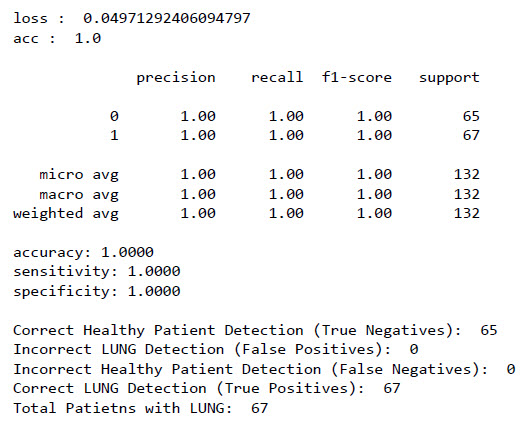 loss :  0.04971292406094797
acc :  1.0
precision    recall  f1-score   support
0       1.00      1.00      1.00        65
1       1.00      1.00      1.00        67
micro avg       1.00      1.00      1.00       132
macro avg       1.00      1.00      1.00       132
weighted avg       1.00      1.00      1.00       132
accuracy: 1.0000
sensitivity: 1.0000
specificity: 1.0000
Correct Healthy Patient Detection (True Negatives):  65
Incorrect LUNG Detection (False Positives):  0
Incorrect Healthy Patient Detection (False Negatives):  0
Correct LUNG Detection (True Positives):  67
Total Patietns with LUNG:  67